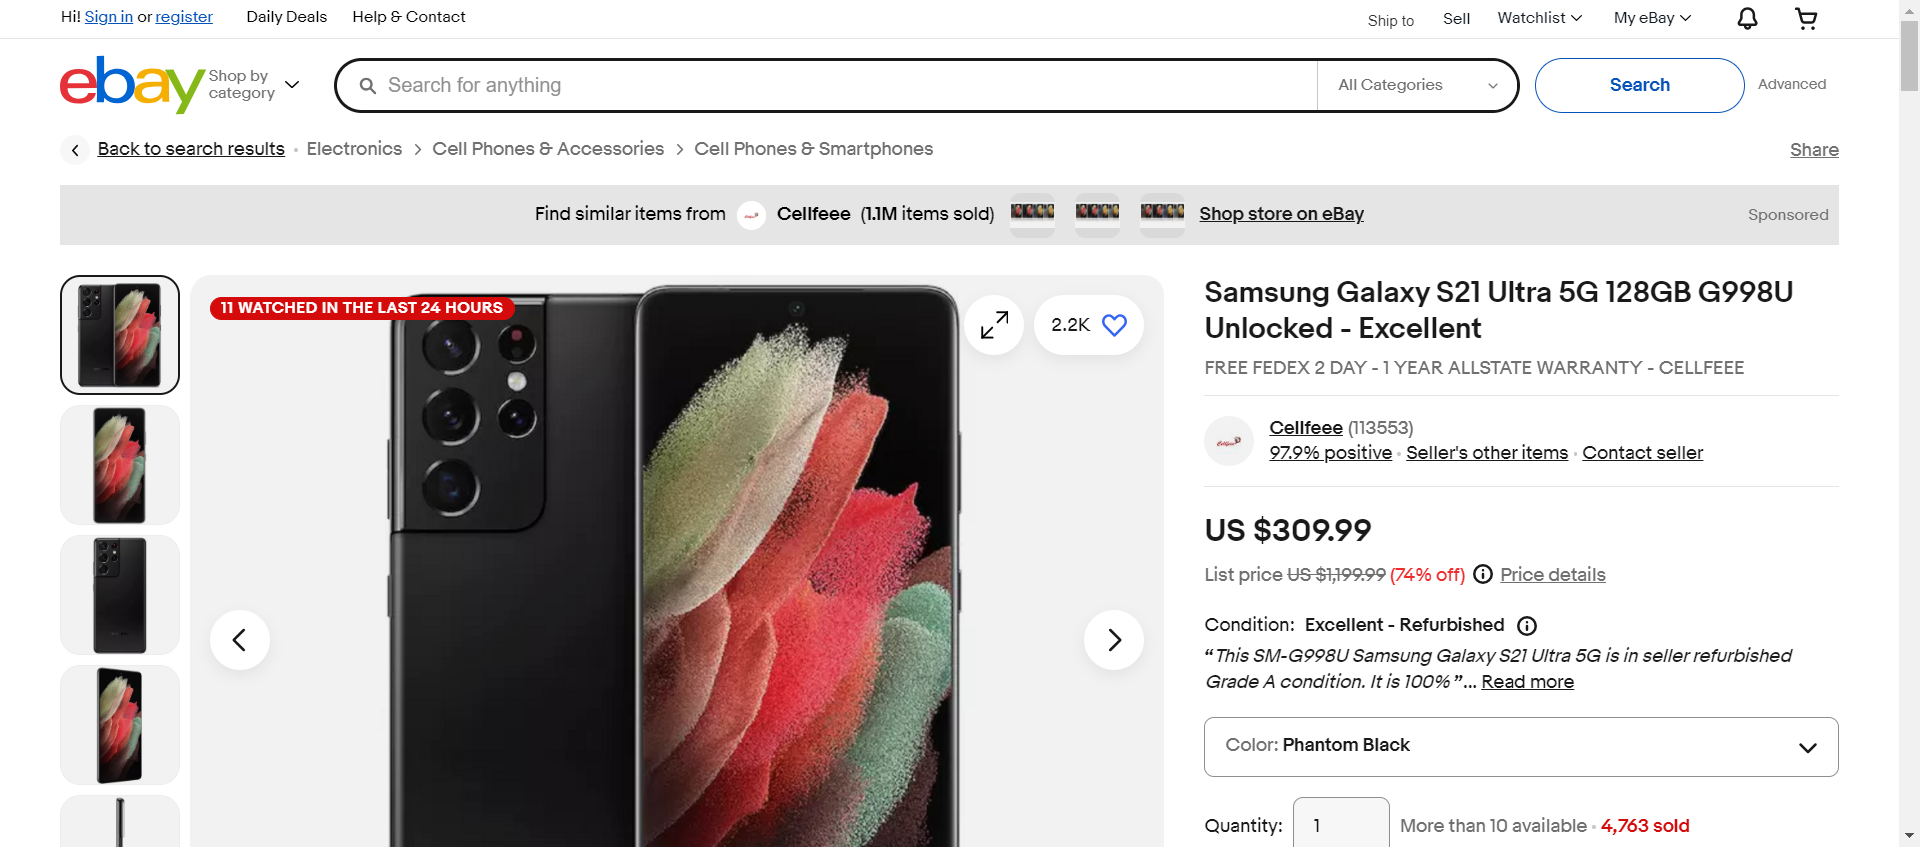 Hi! Sign in or register
Daily Deals
Help & Contact
Ship to
Sell
Watchlist
My eBay
ebay
Shop by
category
Search for anything
All Categories
Search
Advanced
Back to search results
Electronics
Cell Phones & Accessories
Cell Phones & Smartphones
Share
Find similar items from
Cellfeee (1.1M items sold)
Shop store on eBay
Sponsored
11 WATCHED IN THE LAST 24 HOURS
2.2K
Samsung Galaxy S21 Ultra 5G 128GB G998U
Unlocked - Excellent
FREE FEDEX 2 DAY - 1 YEAR ALLSTATE WARRANTY - CELLFEEE
Cellfeee
Cellfeee (113553)
97.9% positive · Seller's other items · Contact seller
US $309.99
List price US $1,199.99 (74% off) Price details
Condition: Excellent - Refurbished
“This SM-G998U Samsung Galaxy S21 Ultra 5G is in seller refurbished
Grade A condition. It is 100%”... Read more
Color: Phantom Black
Quantity: 1 More than 10 available · 4,763 sold